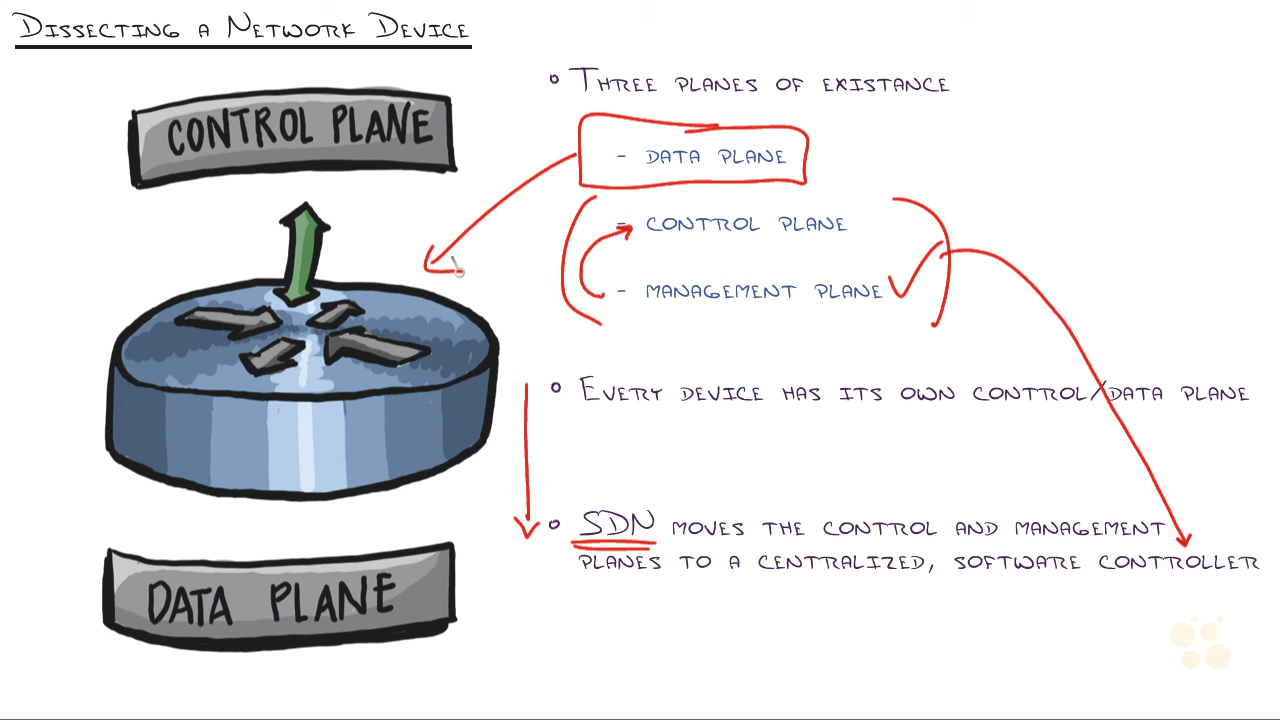 Dissecting a Network Device
CONTROL PLANE
DATA PLANE
° Three planes of existance
- data plane
- control plane
- management plane
° Every device has its own control/data plane
° SDN moves the control and management
planes to a centralized, software controller